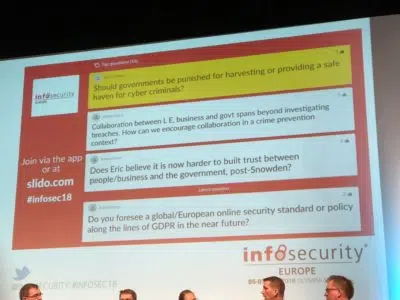 Top questions (15)
infosecurity
EUROPE
Should governments be punished for harvesting or providing a safe
haven for cyber criminals?
Collaboration between L E, business and govt spans beyond investigating
breaches. How can we encourage collaboration in a crime prevention
context?
Join via the app
or at
slido.com
#infosec18
Does Eric believe it is now harder to built trust between
people/business and the government, post-Snowden?
Latest question
Do you foresee a global/European online security standard or policy
along the lines of GDPR in the near future?
infosecurity®
EUROPE
#INFOSEC18